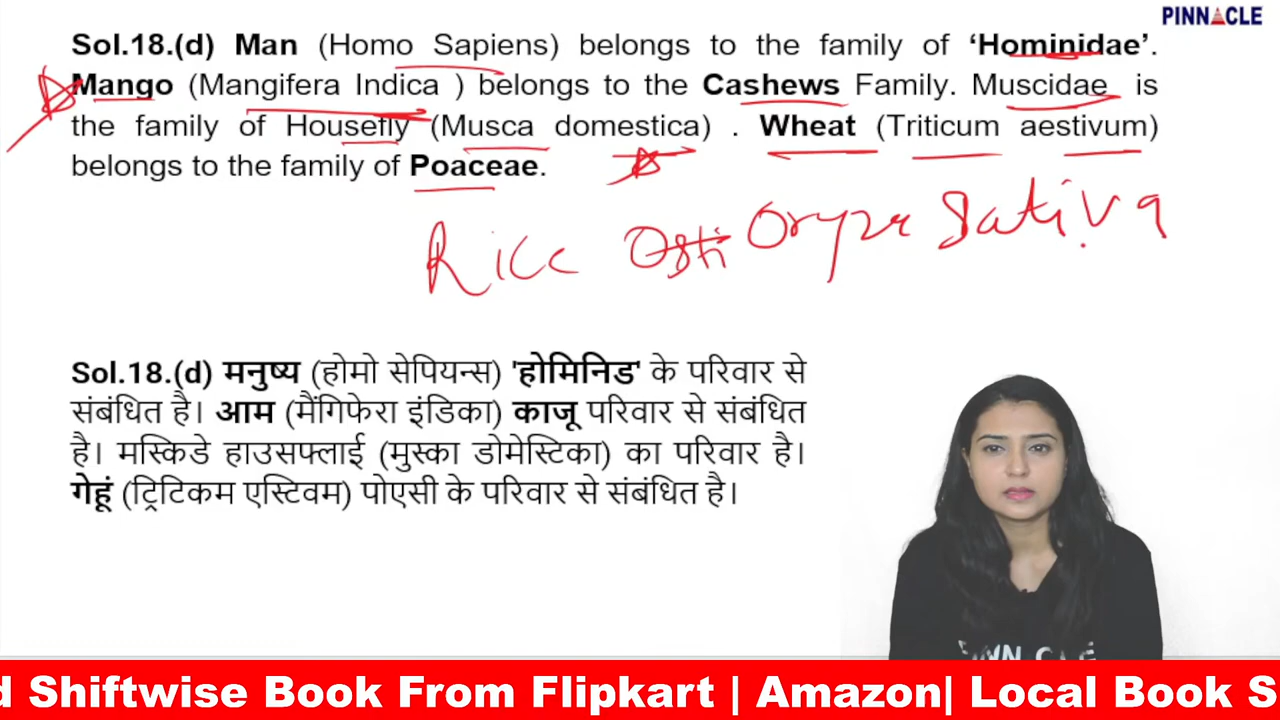 PINNACLE
Sol.18.(d) Man (Homo Sapiens) belongs to the family of ‘Hominidae’.
Mango (Mangifera Indica ) belongs to the Cashews Family. Muscidae is
the family of Housefly (Musca domestica) . Wheat (Triticum aestivum)
belongs to the family of Poaceae.
Rice Oryza Sativa
Sol.18.(d) मनुष्य (होमो सेपियन्स) 'होमिनिड' के परिवार से
संबंधित है। आम (मैंगिफेरा इंडिका) काजू परिवार से संबंधित
है। मस्किडे हाउसफ्लाई (मुस्का डोमेस्टिका) का परिवार है।
गेहूं (ट्रिटिकम एस्टिवम) पोएसी के परिवार से संबंधित है।
d Shiftwise Book From Flipkart | Amazon| Local Book S